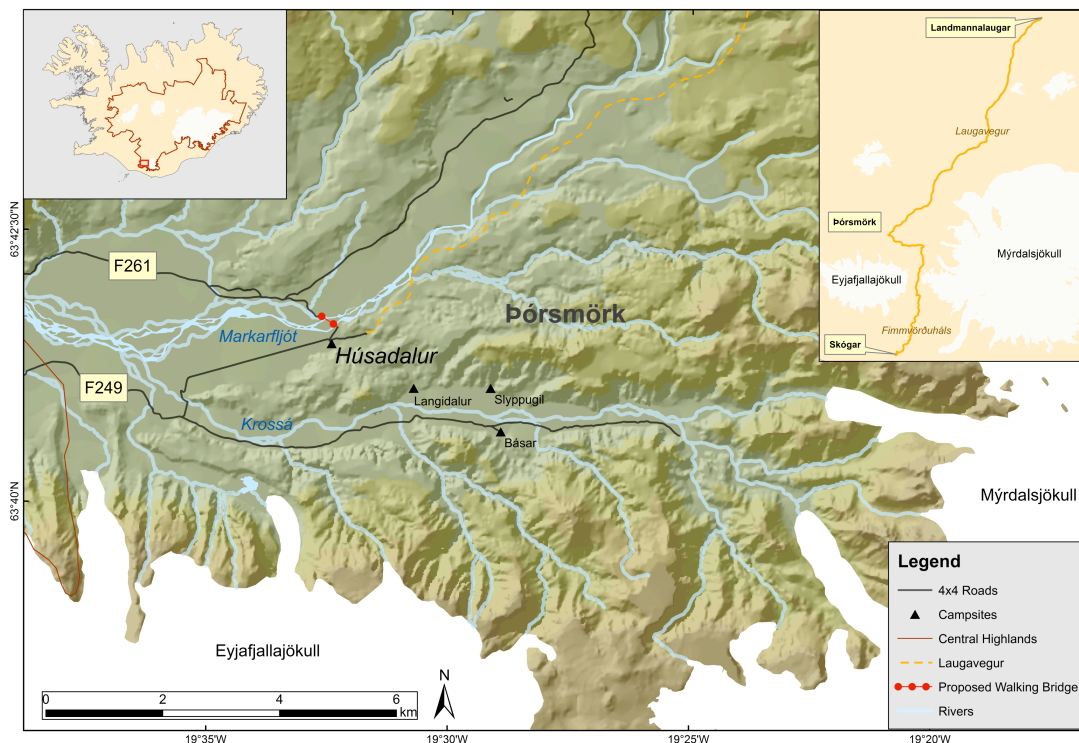 Landmannalaugar
Laugavegur
Þórsmörk
Mýrdalsjökull
Eyjafjallajökull
Fimmvörðuháls
Skógar
63°42'30"N
F261
Þórsmörk
Markarfljót
Húsadalur
F249
Langidalur
Slyppugil
Krossá
Básar
63°40'N
Mýrdalsjökull
Eyjafjallajökull
Legend
4x4 Roads
Campsites
Central Highlands
Laugavegur
Proposed Walking Bridge
Rivers
N
0 2 4 6
km
19°35'W 19°30'W 19°25'W 19°20'W